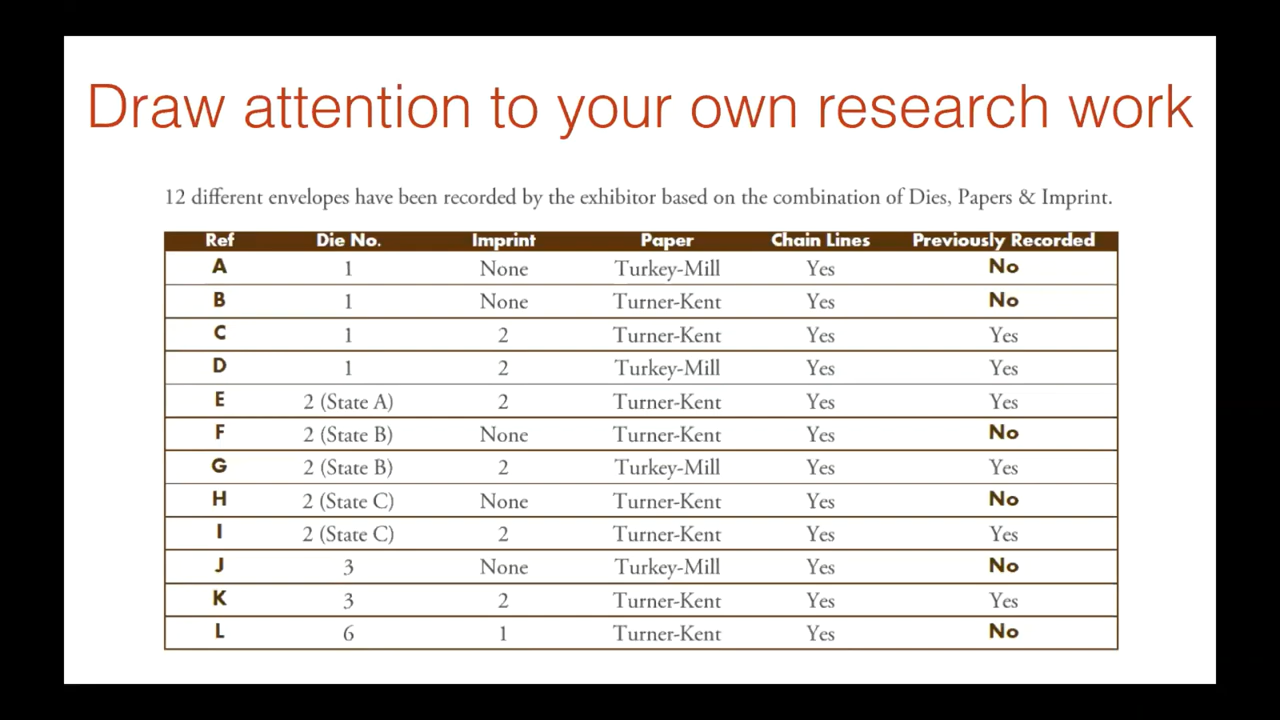 Draw attention to your own research work
12 different envelopes have been recorded by the exhibitor based on the combination of Dies, Papers & Imprint.
Ref Die No. Imprint Paper Chain Lines Previously Recorded
A 1 None Turkey-Mill Yes No
B 1 None Turner-Kent Yes No
C 1 2 Turner-Kent Yes Yes
D 1 2 Turkey-Mill Yes Yes
E 2 (State A) 2 Turner-Kent Yes Yes
F 2 (State B) None Turner-Kent Yes No
G 2 (State B) 2 Turkey-Mill Yes Yes
H 2 (State C) None Turner-Kent Yes No
I 2 (State C) 2 Turner-Kent Yes Yes
J 3 None Turkey-Mill Yes No
K 3 2 Turner-Kent Yes Yes
L 6 1 Turner-Kent Yes No